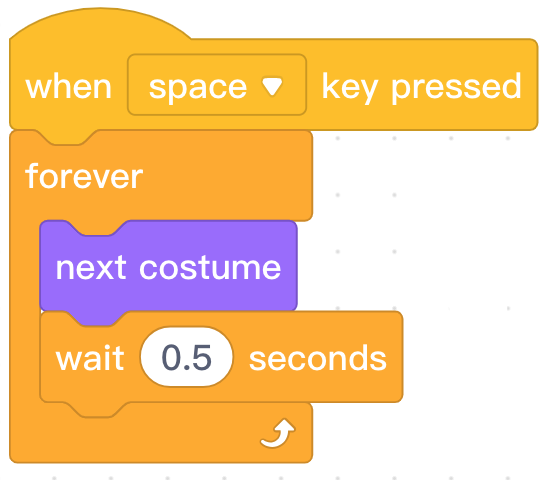 when space key pressed
forever
next costume
wait 0.5 seconds